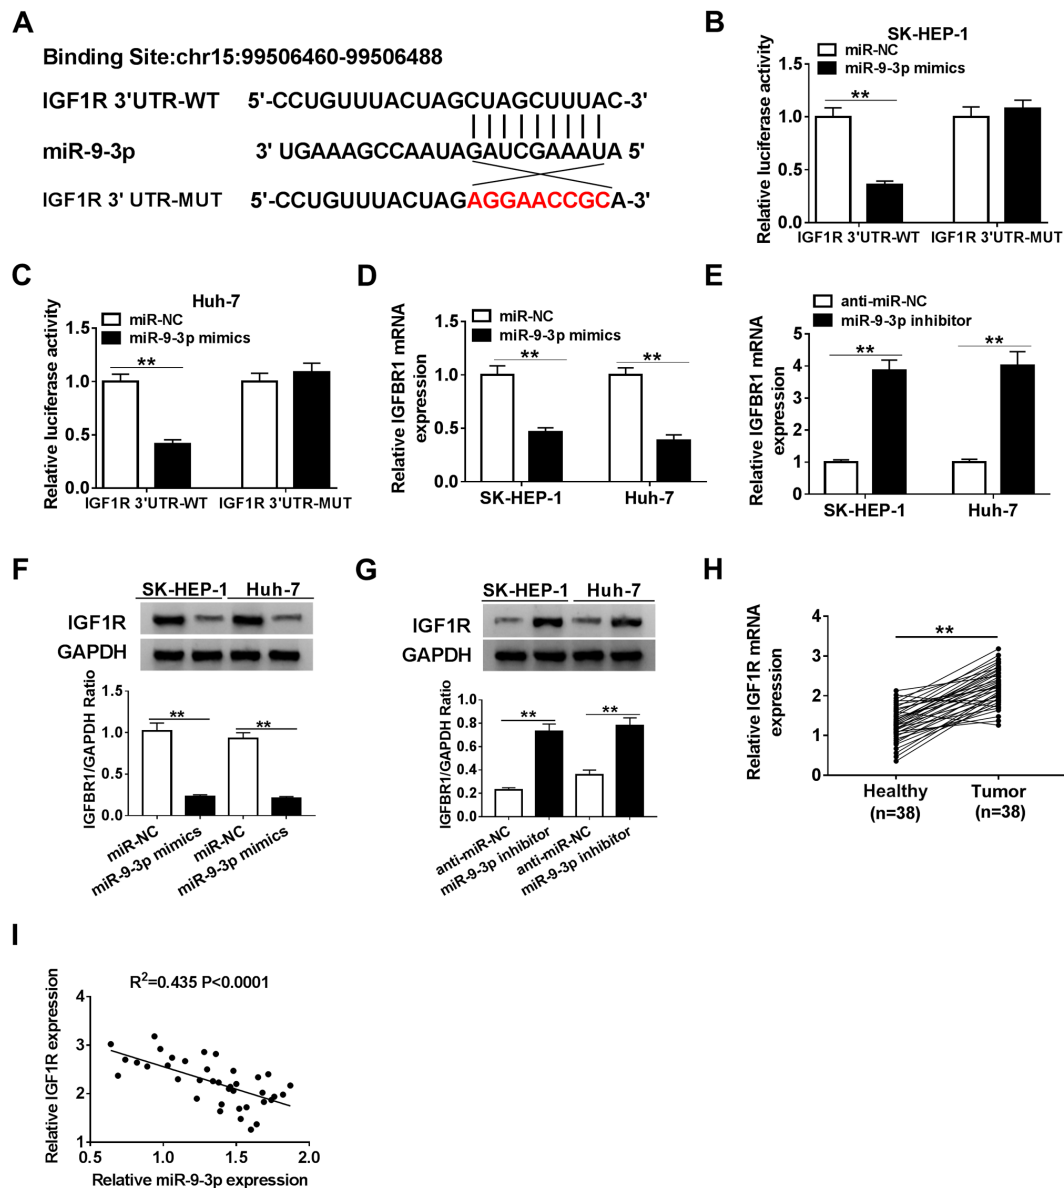 A
Binding Site:chr15:99506460-99506488
IGF1R 3'UTR-WT 5'-CCUGUUUACUAGCUAGCUUUAC-3'
miR-9-3p 3' UGAAAGCCAAUAGAUCGAAAUA 5'
IGF1R 3' UTR-MUT 5'-CCUGUUUACUAGAGGAACCGCA-3'
B
SK-HEP-1
miR-NC
miR-9-3p mimics
Relative luciferase activity
1.5
1.0
0.5
0.0
**
IGF1R 3'UTR-WT IGF1R 3'UTR-MUT
C
Huh-7
miR-NC
miR-9-3p mimics
Relative luciferase activity
1.5
1.0
0.5
0.0
**
IGF1R 3'UTR-WT IGF1R 3'UTR-MUT
D
miR-NC
miR-9-3p mimics
Relative IGFBR1 mRNA
expression
1.5
1.0
0.5
0.0
** **
SK-HEP-1 Huh-7
E
anti-miR-NC
miR-9-3p inhibitor
Relative IGFBR1 mRNA
expression
5
4
3
2
1
0
** **
SK-HEP-1 Huh-7
F
SK-HEP-1 Huh-7
IGF1R
GAPDH
IGFBR1/GAPDH Ratio
1.5
1.0
0.5
0.0
** **
miR-NC
miR-9-3p mimics
miR-NC
miR-9-3p mimics
G
SK-HEP-1 Huh-7
IGF1R
GAPDH
IGFBR1/GAPDH Ratio
1.0
0.8
0.6
0.4
0.2
0.0
** **
anti-miR-NC
miR-9-3p inhibitor
anti-miR-NC
miR-9-3p inhibitor
H
Relative IGF1R mRNA
expression
4
3
2
1
0
**
Healthy Tumor
(n=38) (n=38)
I
R²=0.435 P<0.0001
Relative IGF1R expression
4
3
2
1
0.5 1.0 1.5 2.0
Relative miR-9-3p expression